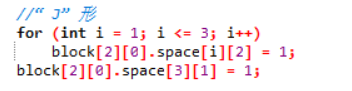 //“ J” 形
for (int i = 1; i <= 3; i++)
    block[2][0].space[i][2] = 1;
block[2][0].space[3][1] = 1;